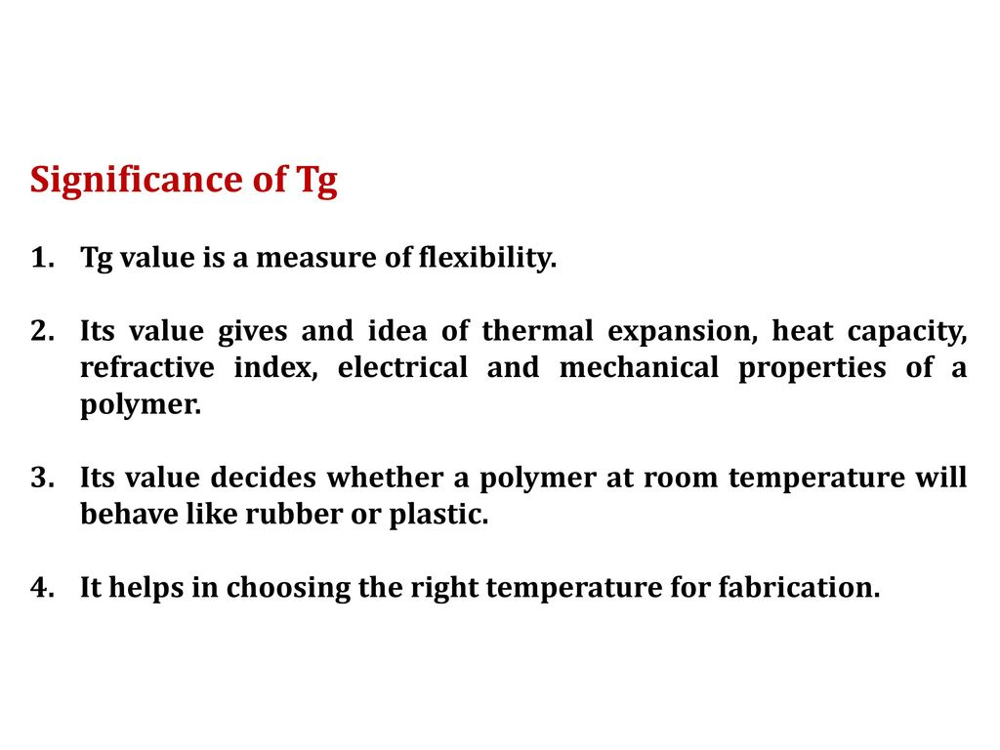 Significance of Tg
1. Tg value is a measure of flexibility.
2. Its value gives and idea of thermal expansion, heat capacity,
refractive index, electrical and mechanical properties of a
polymer.
3. Its value decides whether a polymer at room temperature will
behave like rubber or plastic.
4. It helps in choosing the right temperature for fabrication.